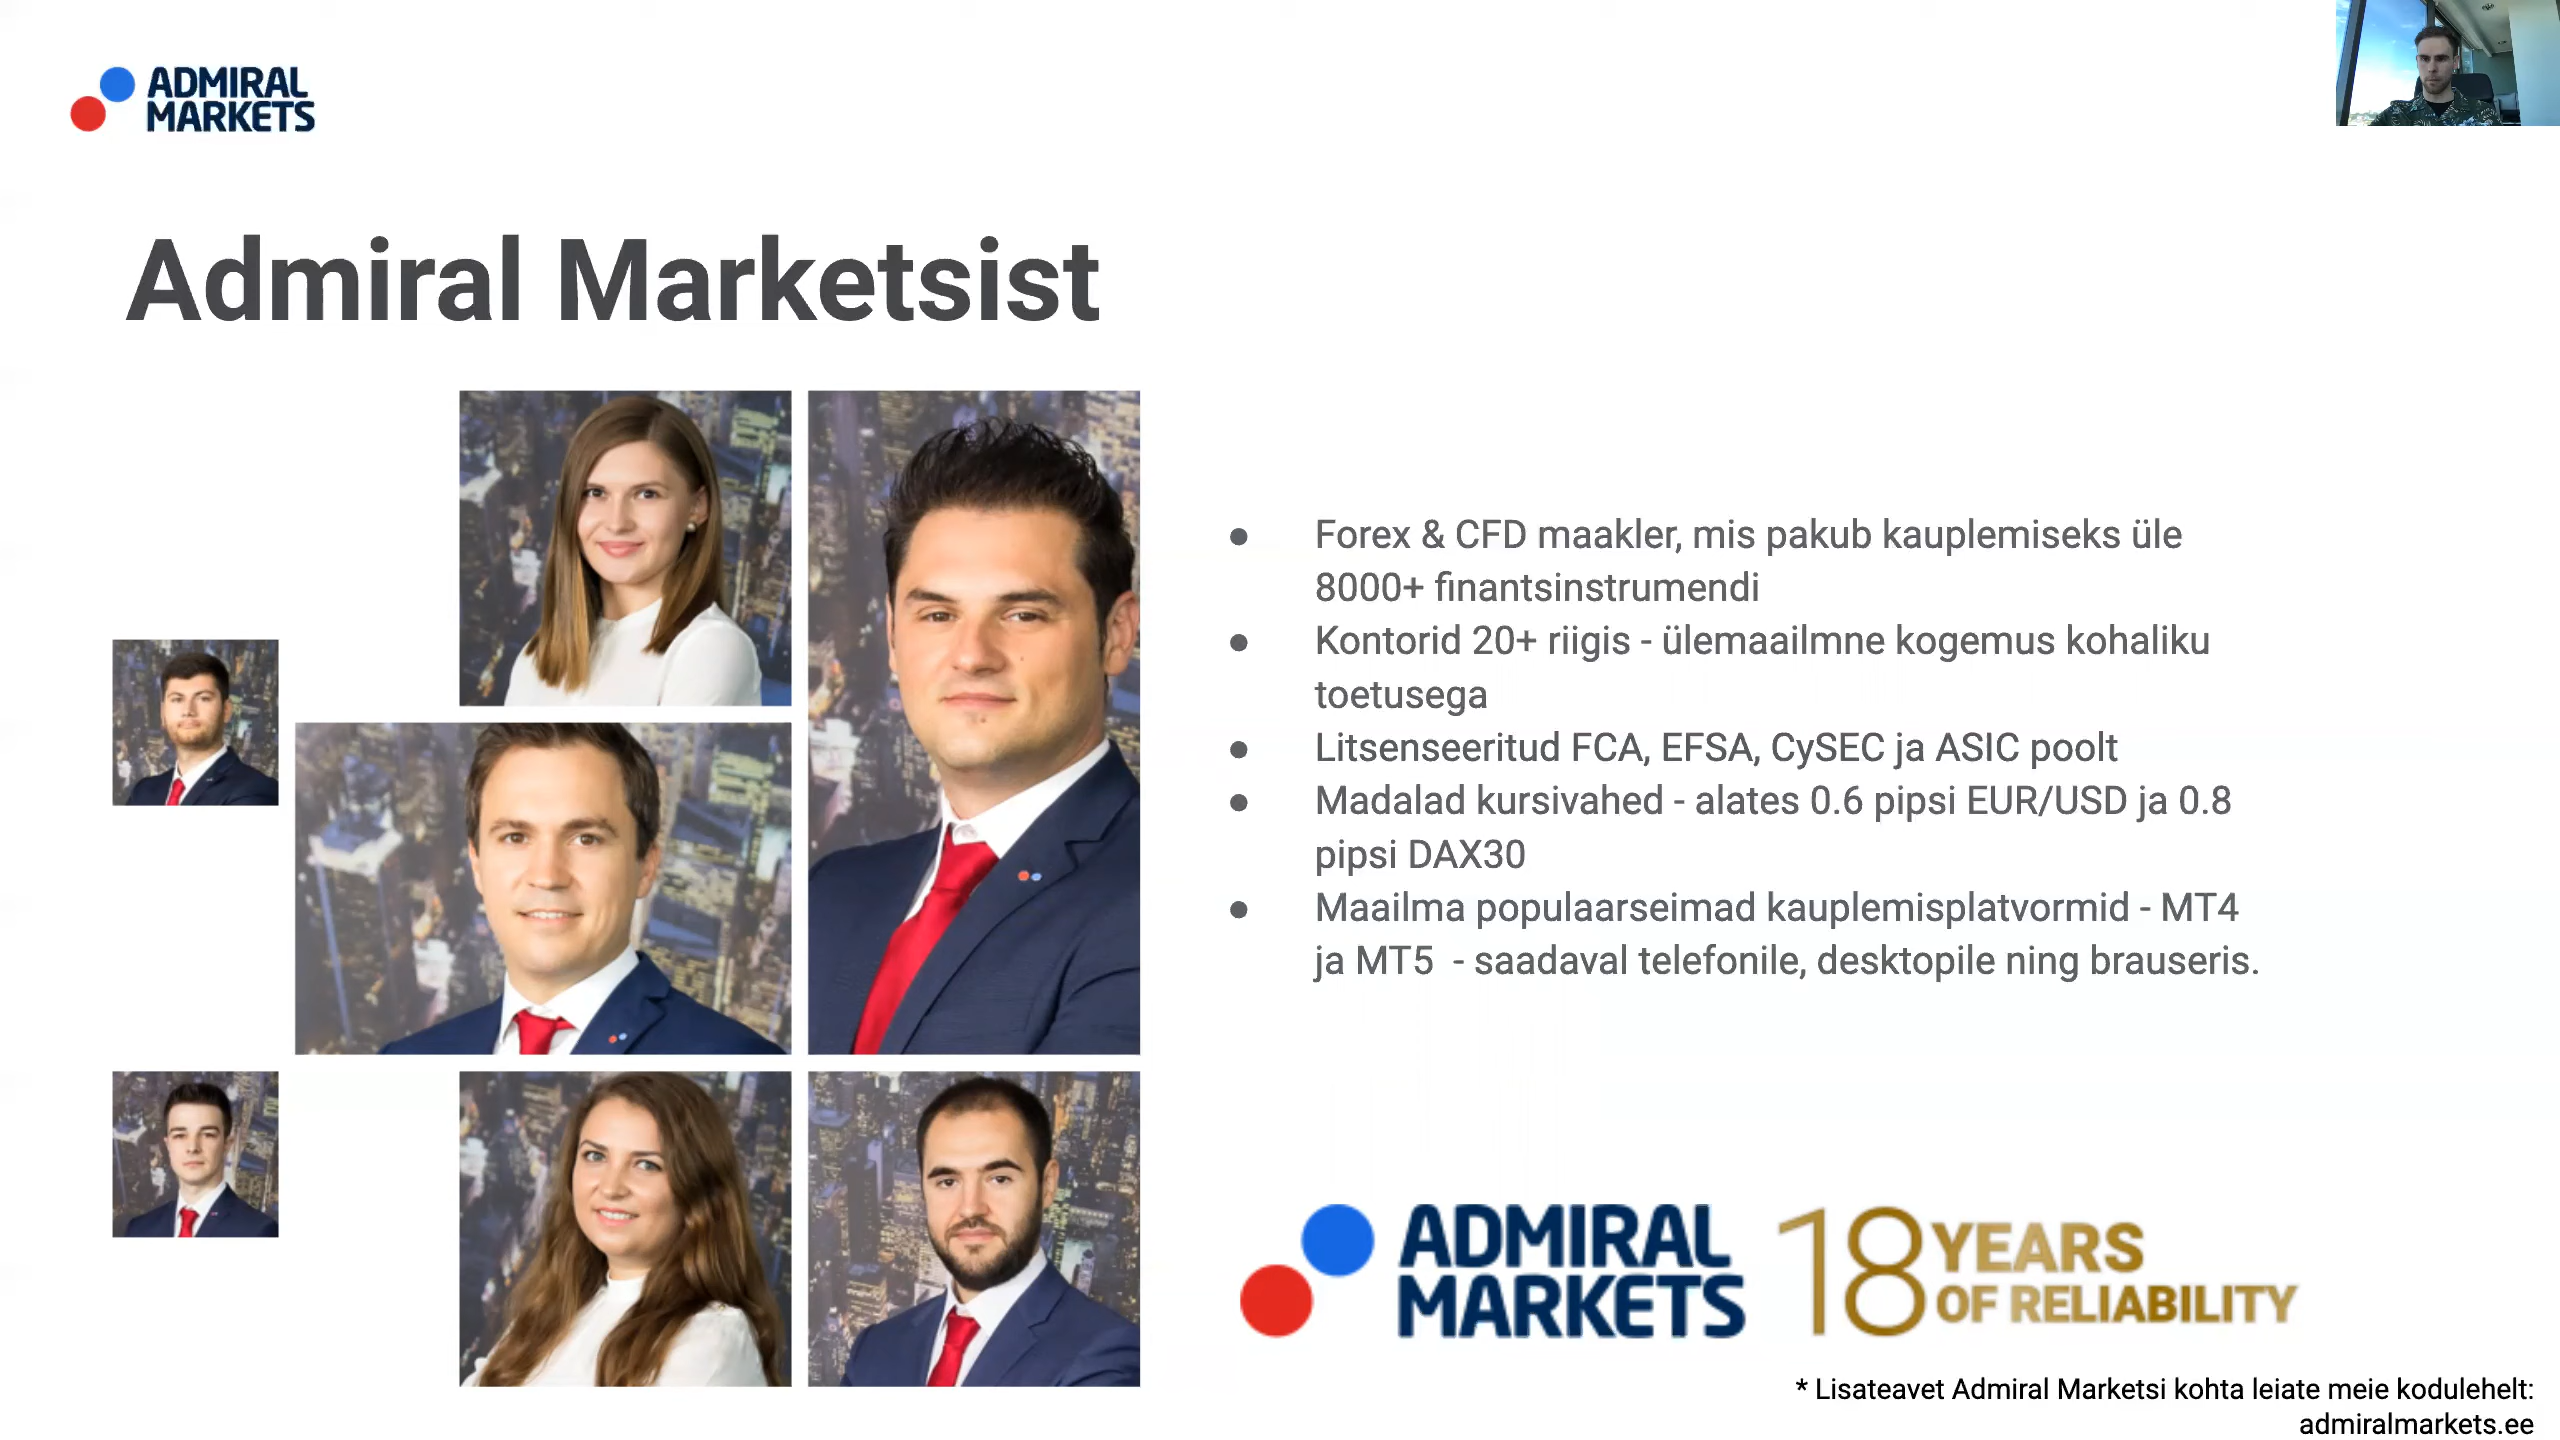 ADMIRAL
MARKETS
Admiral Marketsist
● Forex & CFD maakler, mis pakub kauplemiseks üle
8000+ finantsinstrumendi
● Kontorid 20+ riigis - ülemaailmne kogemus kohaliku
toetusega
● Litsenseeritud FCA, EFSA, CySEC ja ASIC poolt
● Madalad kursivahed - alates 0.6 pipsi EUR/USD ja 0.8
pipsi DAX30
● Maailma populaarseimad kauplemisplatvormid - MT4
ja MT5 - saadaval telefonile, desktopile ning brauseris.
ADMIRAL
MARKETS
18 YEARS
OF RELIABILITY
* Lisateavet Admiral Marketsi kohta leiate meie kodulehelt:
admiralmarkets.ee